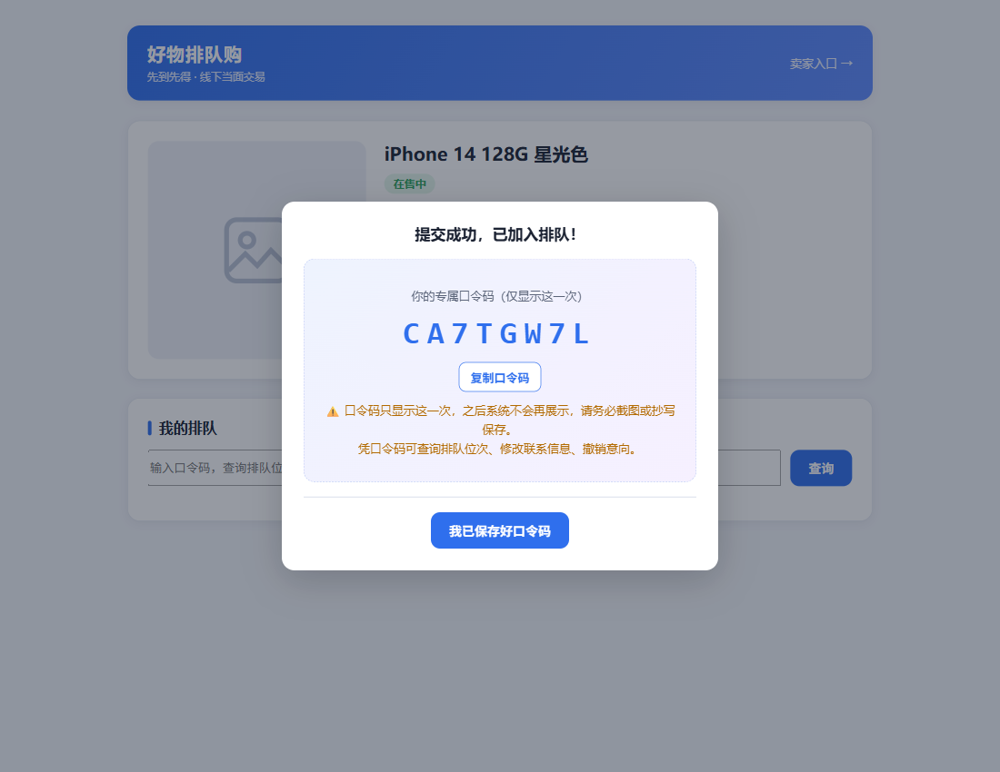 好物排队购
先到先得 · 线下当面交易
卖家入口 →
iPhone 14 128G 星光色
在售中
提交成功，已加入排队！
你的专属口令码（仅显示这一次）
CA7TGW7L
复制口令码
⚠️ 口令码只显示这一次，之后系统不会再展示，请务必截图或抄写
保存。
凭口令码可查询排队位次、修改联系信息、撤销意向。
我的排队
输入口令码，查询排队位
查询
我已保存好口令码